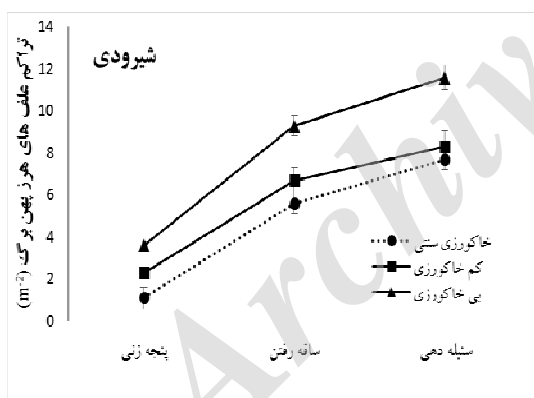 شیرودی
تراکم علف های هرز پهن برگ (m-2)
14
12
10
8
6
4
2
0
خاکورزی سنتی
کم خاکورزی
بی خاکورزی
پنجه زنی
ساقه رفتن
سنبله دهی
Archiv